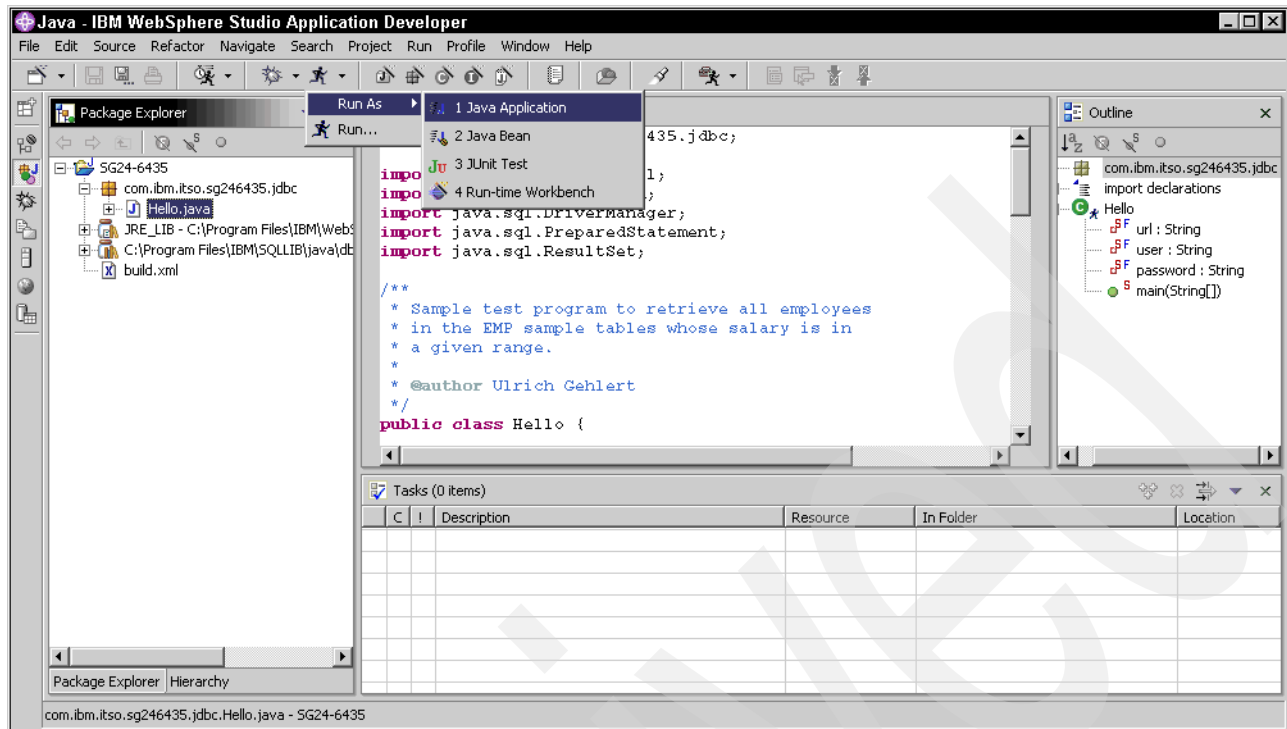 Java - IBM WebSphere Studio Application Developer
File Edit Source Refactor Navigate Search Project Run Profile Window Help
Package Explorer
SG24-6435
com.ibm.itso.sg246435.jdbc
Hello.java
JRE_LIB - C:\Program Files\IBM\Web
C:\Program Files\IBM\SQLLIB\java\db
build.xml
Package Explorer Hierarchy
Run As
Run...
1 Java Application
2 Java Bean
3 JUnit Test
4 Run-time Workbench
435.jdbc;
impo l;
impo ;
import java.sql.DriverManager;
import java.sql.PreparedStatement;
import java.sql.ResultSet;
/**
* Sample test program to retrieve all employees
* in the EMP sample tables whose salary is in
* a given range.
*
* @author Ulrich Gehlert
*/
public class Hello {
Outline
com.ibm.itso.sg246435.jdbc
import declarations
Hello
url : String
user : String
password : String
main(String[])
Tasks (0 items)
C ! Description Resource In Folder Location
com.ibm.itso.sg246435.jdbc.Hello.java - SG24-6435